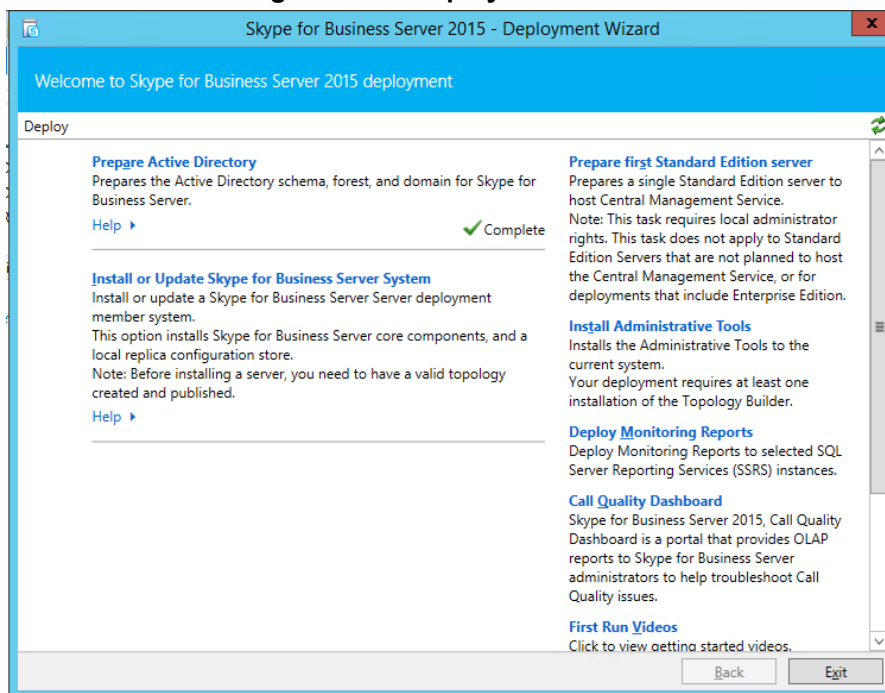 Skype for Business Server 2015 - Deployment Wizard
x
Welcome to Skype for Business Server 2015 deployment
Deploy
Prepare Active Directory
Prepares the Active Directory schema, forest, and domain for Skype for
Business Server.
Help
Complete
Install or Update Skype for Business Server System
Install or update a Skype for Business Server Server deployment
member system.
This option installs Skype for Business Server core components, and a
local replica configuration store.
Note: Before installing a server, you need to have a valid topology
created and published.
Help
Prepare first Standard Edition server
Prepares a single Standard Edition server to
host Central Management Service.
Note: This task requires local administrator
rights. This task does not apply to Standard
Edition Servers that are not planned to host
the Central Management Service, or for
deployments that include Enterprise Edition.
Install Administrative Tools
Installs the Administrative Tools to the
current system.
Your deployment requires at least one
installation of the Topology Builder.
Deploy Monitoring Reports
Deploy Monitoring Reports to selected SQL
Server Reporting Services (SSRS) instances.
Call Quality Dashboard
Skype for Business Server 2015, Call Quality
Dashboard is a portal that provides OLAP
reports to Skype for Business Server
administrators to help troubleshoot Call
Quality issues.
First Run Videos
Click to view getting started videos.
Back
Exit